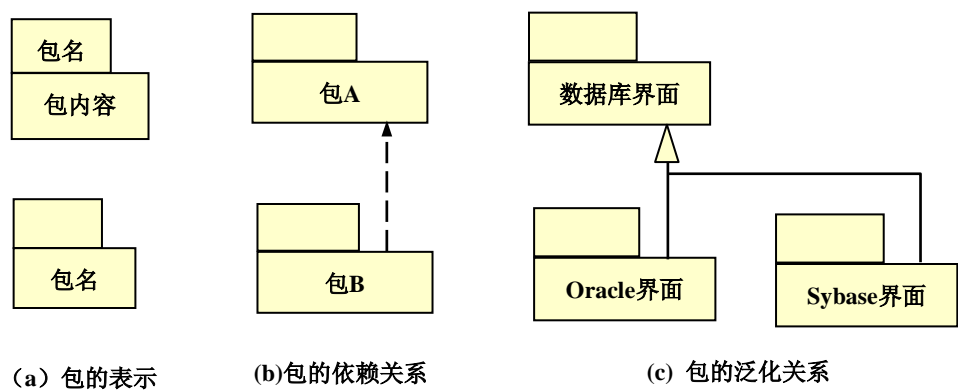 包名
包内容
包名
（a）包的表示
包A
包B
(b)包的依赖关系
数据库界面
Oracle界面
Sybase界面
(c) 包的泛化关系